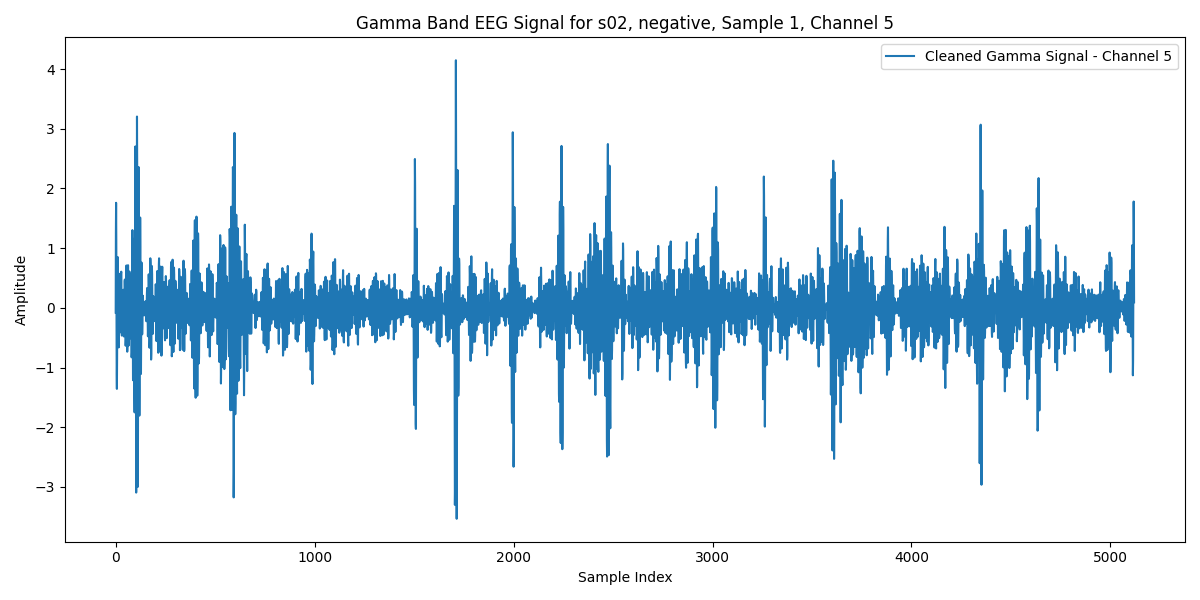 Gamma Band EEG Signal for s02, negative, Sample 1, Channel 5
Cleaned Gamma Signal - Channel 5
Amplitude
4
3
2
1
0
−1
−2
−3
0 1000 2000 3000 4000 5000
Sample Index